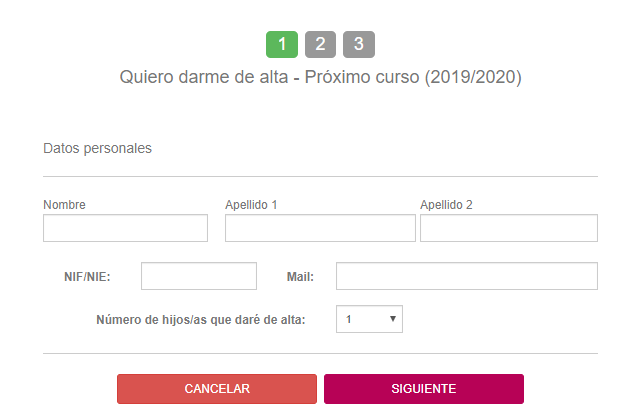 1 2 3
Quiero darme de alta - Próximo curso (2019/2020)
Datos personales
Nombre Apellido 1 Apellido 2
NIF/NIE: Mail:
Número de hijos/as que daré de alta: 1
CANCELAR SIGUIENTE